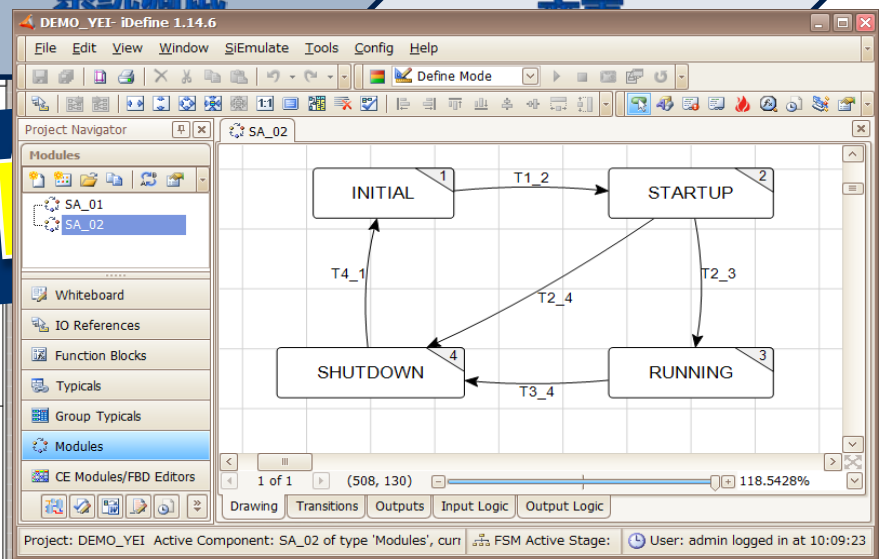 DEMO_YEI- iDefine 1.14.6
File Edit View Window SiEmulate Tools Config Help
Define Mode
1:1
Project Navigator
SA_02
Modules
SA_01
SA_02
Whiteboard
IO References
Function Blocks
Typicals
Group Typicals
Modules
CE Modules/FBD Editors
INITIAL 1
T1_2
STARTUP 2
T4_1
T2_4
T2_3
SHUTDOWN 4
T3_4
RUNNING 3
1 of 1 (508, 130) 118.5428%
Drawing Transitions Outputs Input Logic Output Logic
Project: DEMO_YEI Active Component: SA_02 of type 'Modules', curr FSM Active Stage: User: admin logged in at 10:09:23